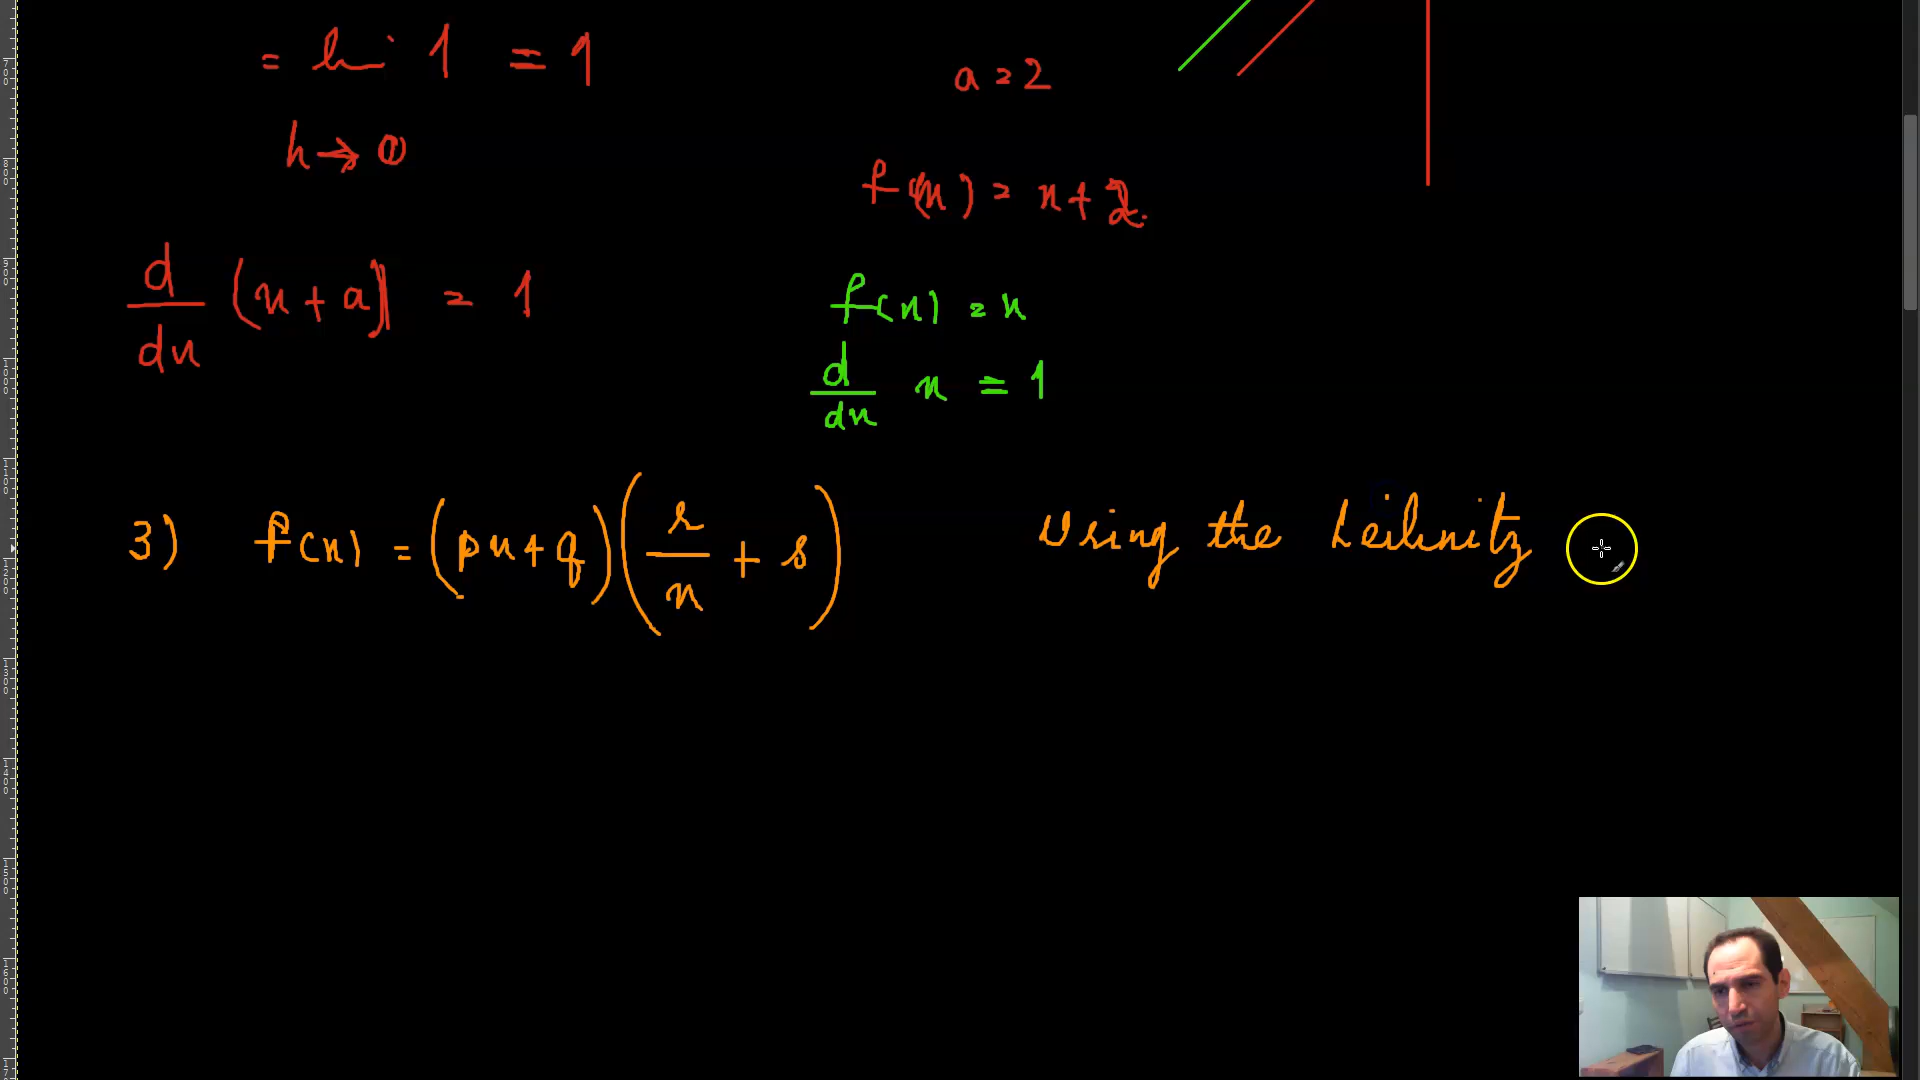 = lim 1 = 1
h → 0
a = 2
f(x) = x + 2.
d/dx (x + a) = 1
f(x) = x
d/dx x = 1
3) f(x) = (px + q) (r/x + s) Using the Leibnitz